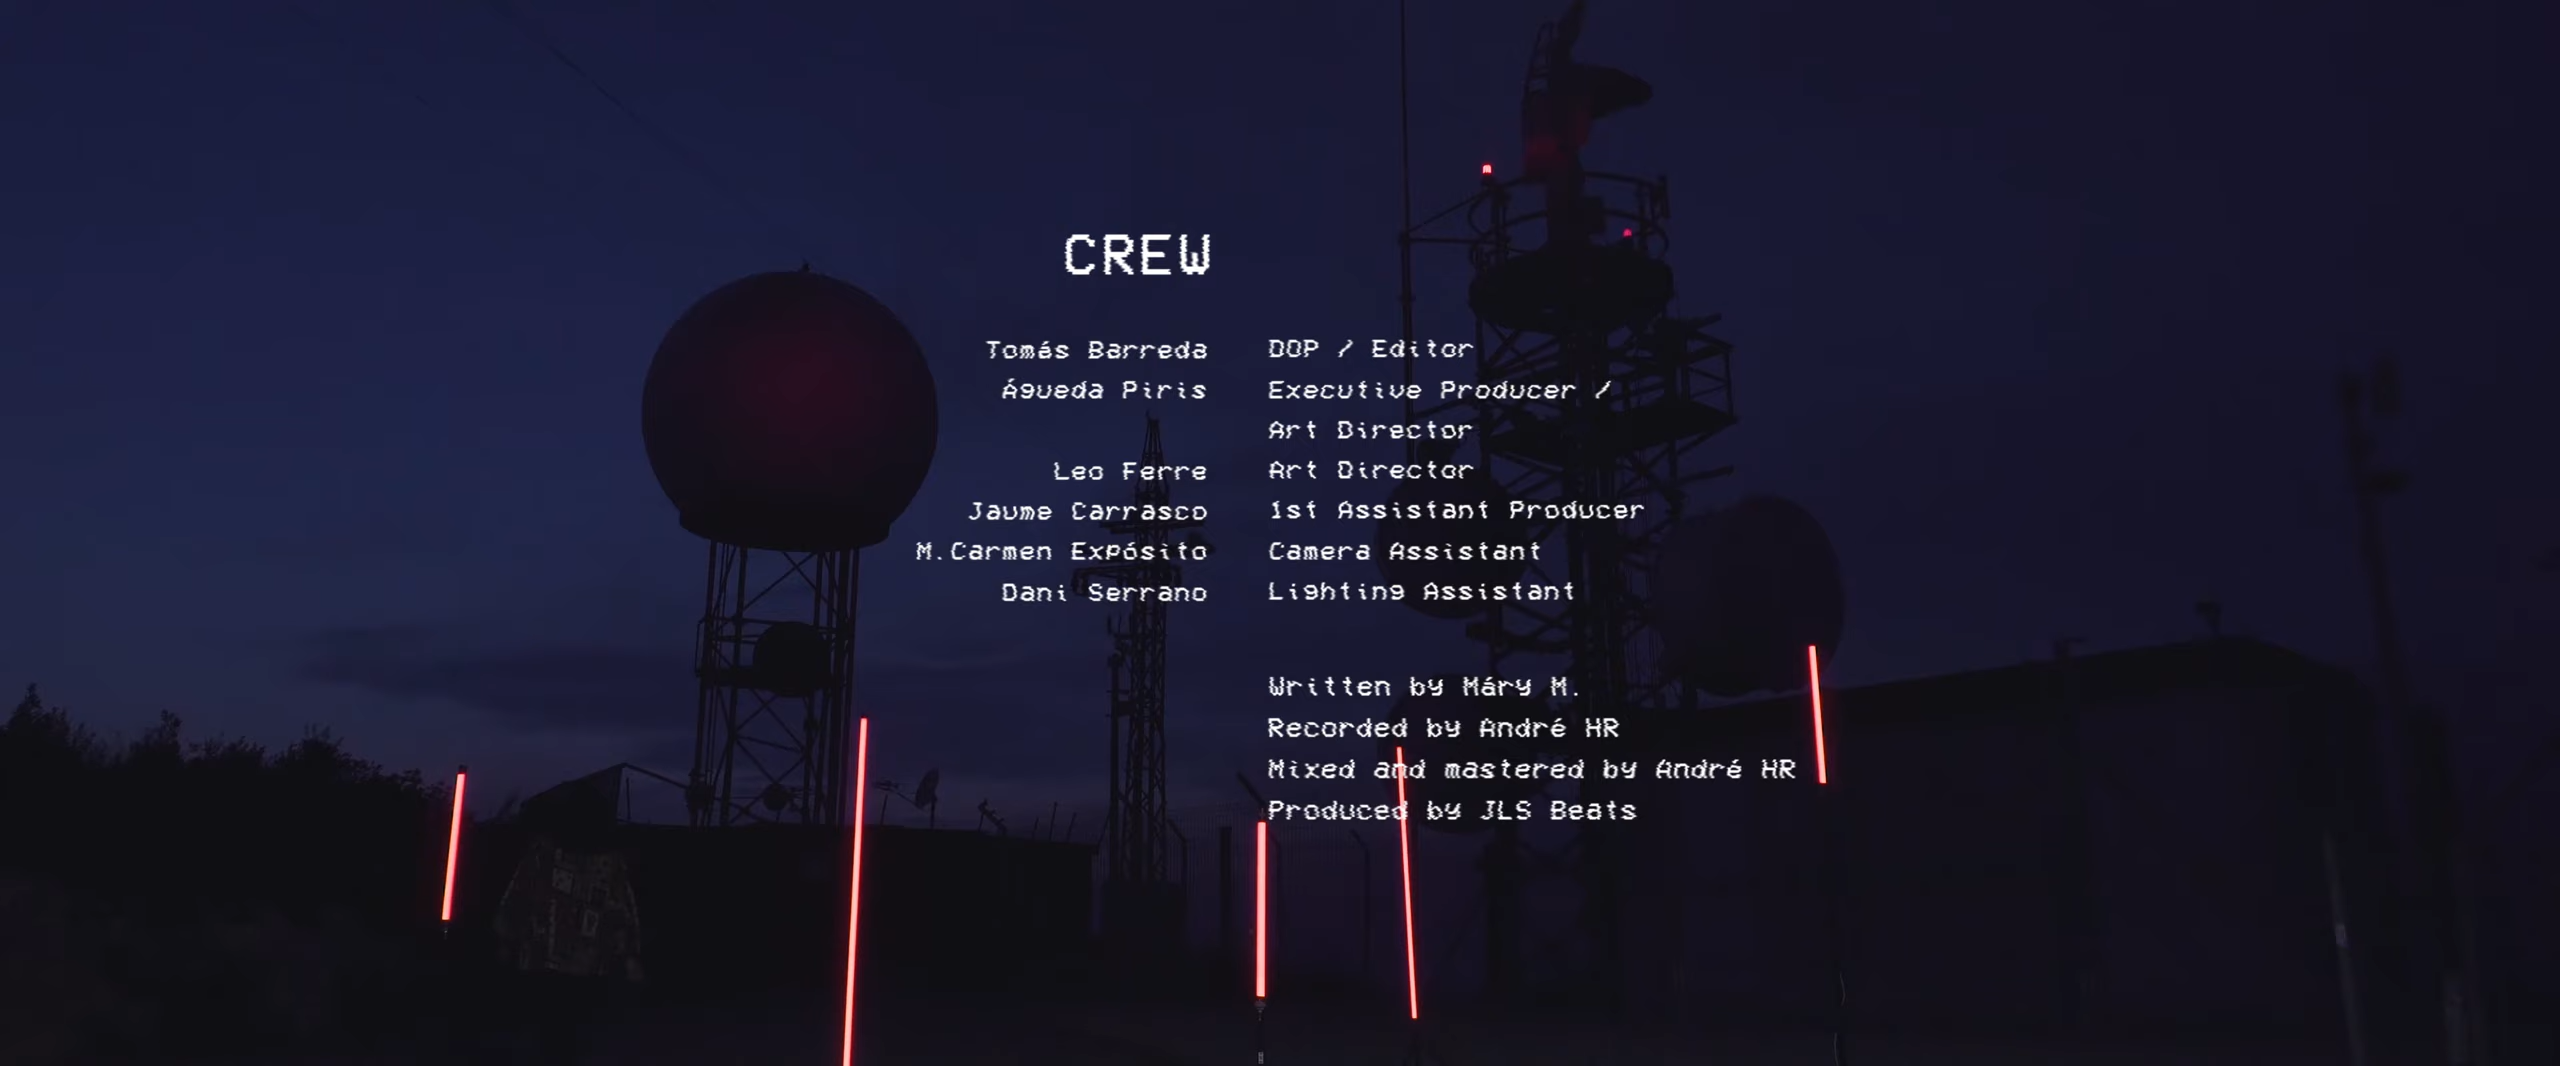 CREW
Tomás Barreda DOP / Editor
Águeda Piris Executive Producer /
Art Director
Leo Ferre Art Director
Jaume Carrasco 1st Assistant Producer
M.Carmen Expósito Camera Assistant
Dani Serrano Lighting Assistant
Written by Máry M.
Recorded by André HR
Mixed and mastered by André HR
Produced by JLS Beats